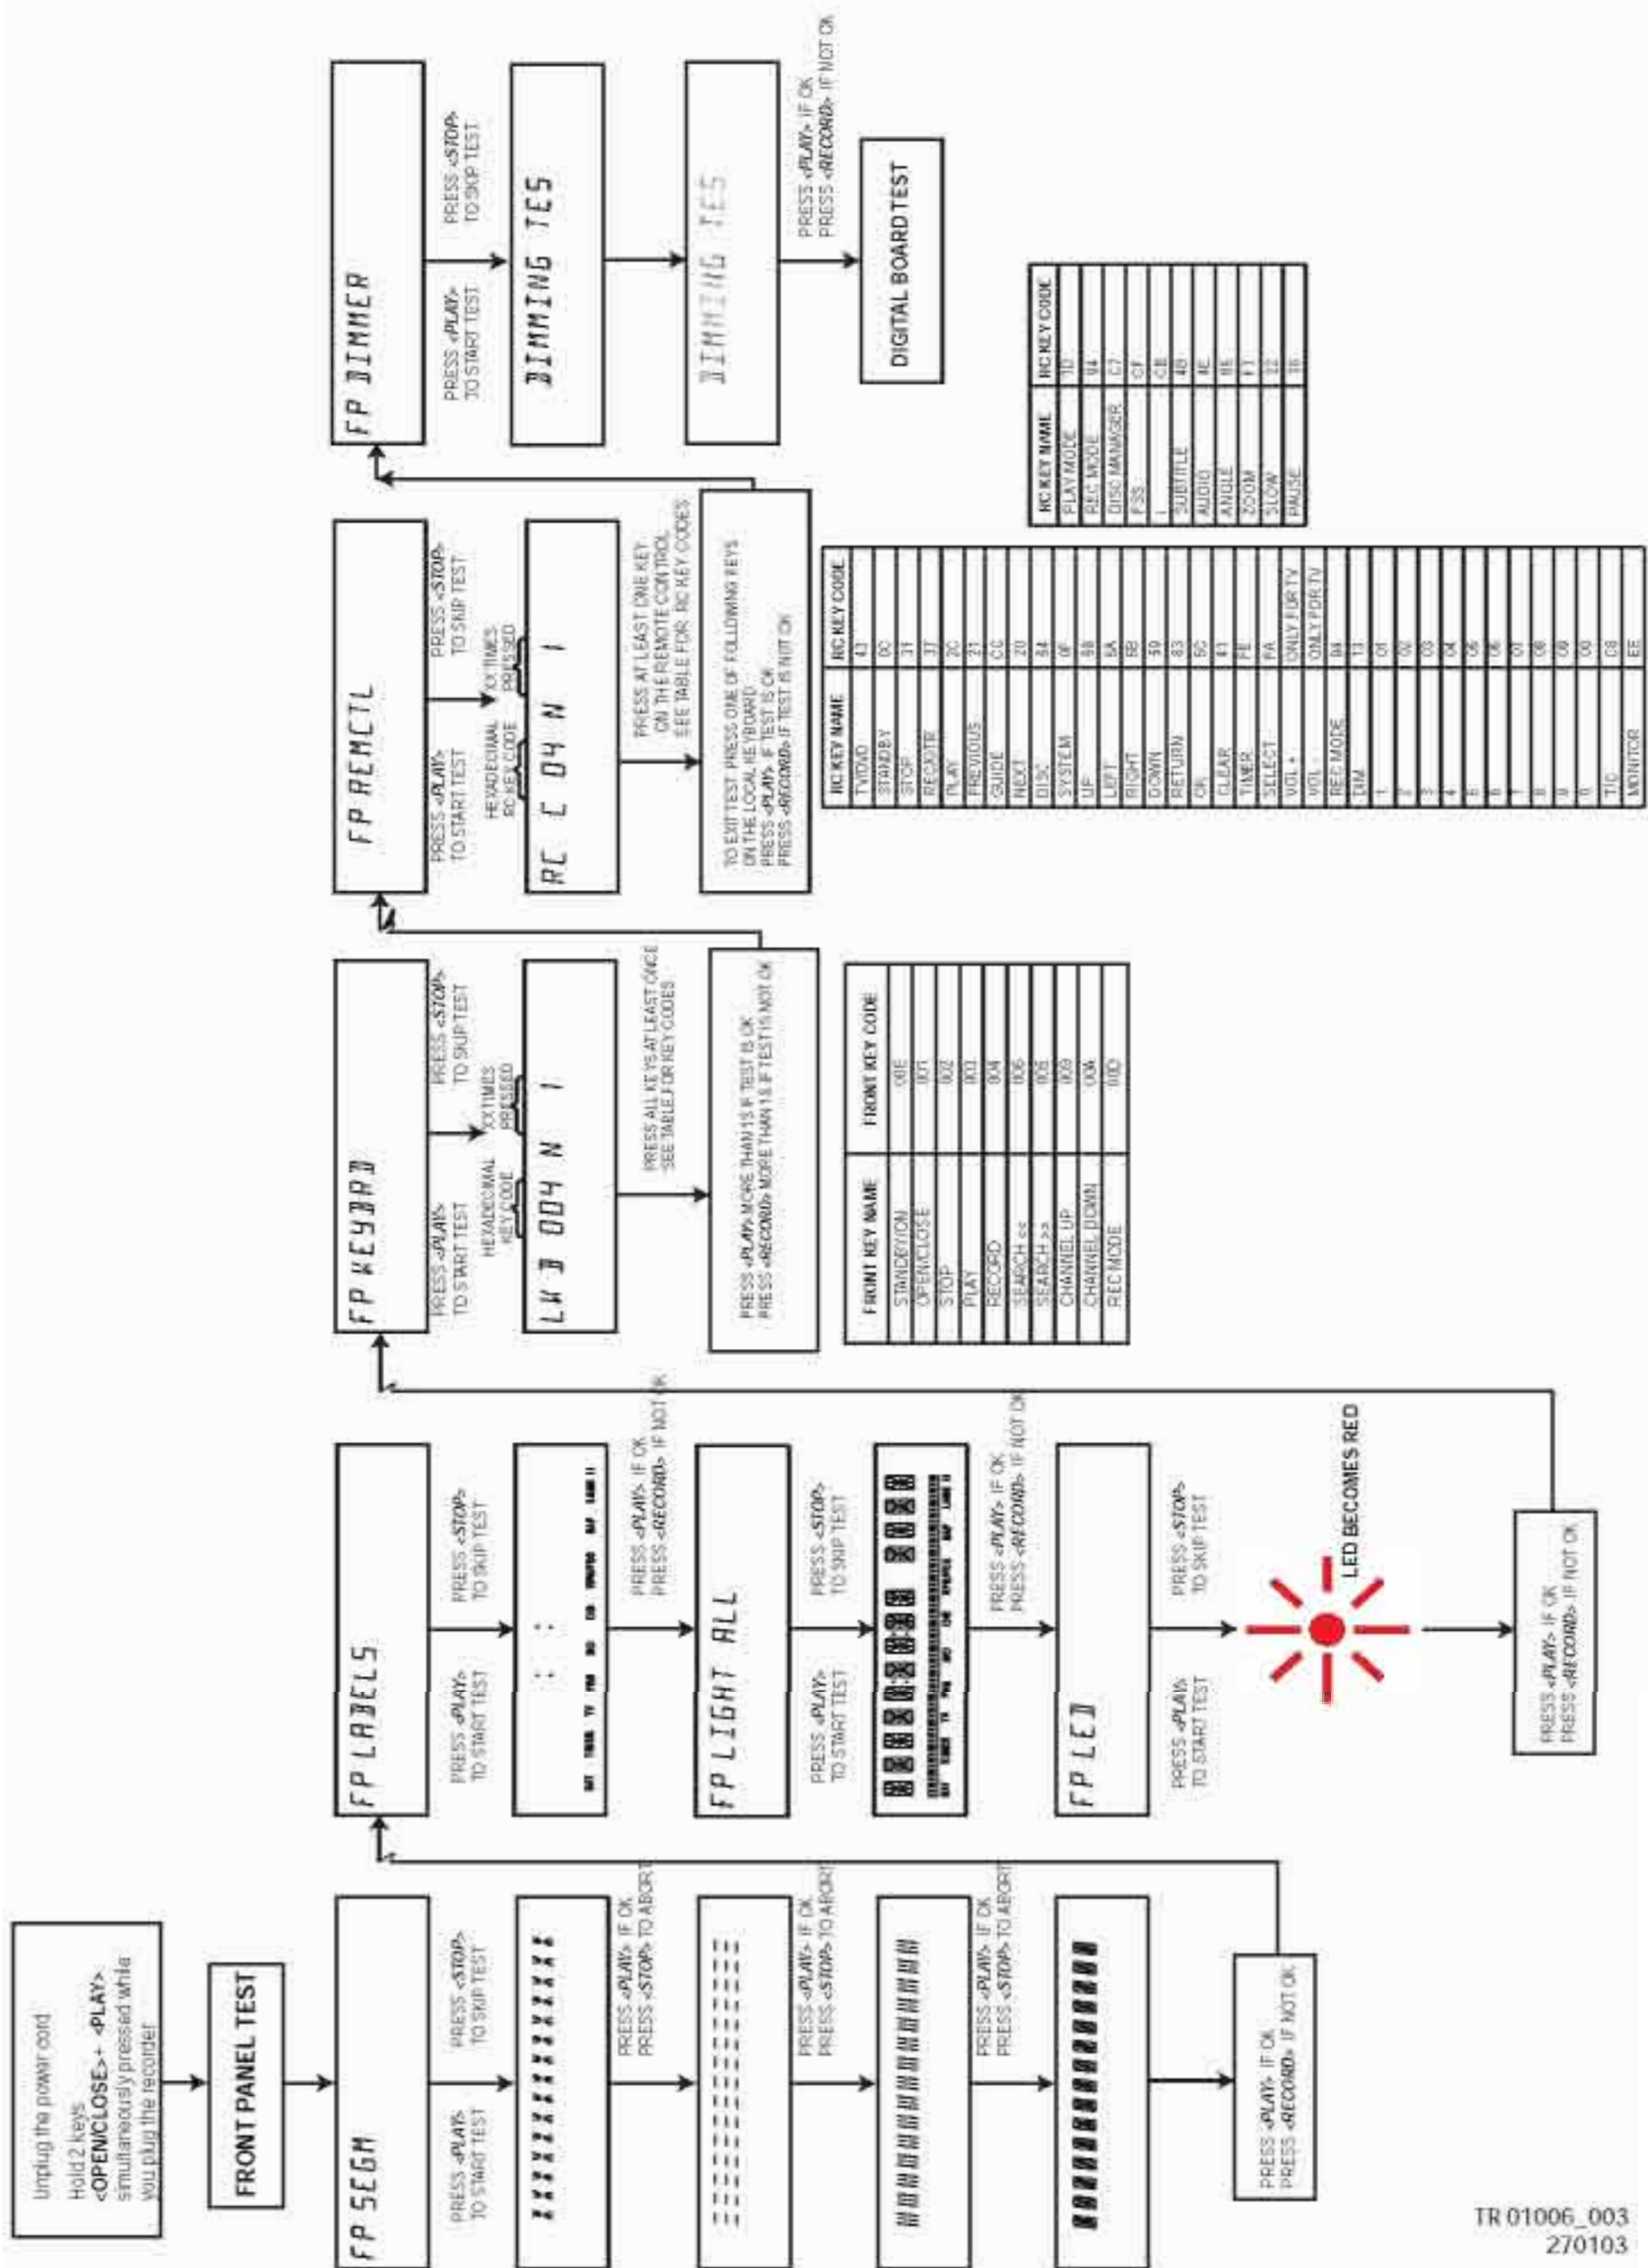 Unplug the power cord
Hold 2 keys
<OPEN/CLOSE> + <PLAY>
simultaneously pressed while
you plug the recorder
FRONT PANEL TEST
FP SEGM
PRESS <PLAY>
TO START TEST
PRESS <STOP>
TO SKIP TEST
PRESS <PLAY> IF OK
PRESS <STOP> TO ABORT
PRESS <PLAY> IF OK
PRESS <STOP> TO ABORT
PRESS <PLAY> IF OK
PRESS <STOP> TO ABORT
PRESS <PLAY> IF OK
PRESS <RECORD> IF NOT OK
FP LABELS
PRESS <PLAY>
TO START TEST
PRESS <STOP>
TO SKIP TEST
PRESS <PLAY> IF OK
PRESS <RECORD> IF NOT OK
FP LIGHT ALL
PRESS <PLAY>
TO START TEST
PRESS <STOP>
TO SKIP TEST
PRESS <PLAY> IF OK
PRESS <RECORD> IF NOT OK
FP LED
PRESS <PLAY>
TO START TEST
PRESS <STOP>
TO SKIP TEST
LED BECOMES RED
PRESS <PLAY> IF OK
PRESS <RECORD> IF NOT OK
FP KEYBRD
PRESS <PLAY>
TO START TEST
PRESS <STOP>
TO SKIP TEST
HEXADECIMAL
KEY CODE
XX TIMES
PRESSED
LKB 004 N 1
PRESS ALL KEYS AT LEAST ONCE
SEE TABLE FOR KEY CODES
PRESS <PLAY> MORE THAN 1S IF TEST IS OK
PRESS <RECORD> MORE THAN 1S IF TEST IS NOT OK
FRONT KEY NAME FRONT KEY CODE
STANDBY/ON
OPEN/CLOSE 001
STOP 002
PLAY 003
RECORD 004
SEARCH << 006
SEARCH >> 005
CHANNEL UP 009
CHANNEL DOWN 00A
REC MODE 00D
FP REMCTL
PRESS <PLAY>
TO START TEST
PRESS <STOP>
TO SKIP TEST
HEXADECIMAL
RC KEY CODE
XX TIMES
PRESSED
RC C 04 N 1
PRESS AT LEAST ONE KEY
ON THE REMOTE CONTROL
SEE TABLE FOR RC KEY CODES
TO EXIT TEST PRESS ONE OF FOLLOWING KEYS
ON THE LOCAL KEYBOARD:
PRESS <PLAY> IF TEST IS OK
PRESS <RECORD> IF TEST IS NOT OK
RC KEY NAME RC KEY CODE
TV/DVD 43
STANDBY 0C
STOP 31
REC/OTR 37
PLAY 2C
PREVIOUS 21
GUIDE CC
NEXT 20
DISC 54
SYSTEM 0F
UP 58
LEFT 5A
RIGHT 5B
DOWN 59
RETURN 83
OK 5C
CLEAR 41
TIMER FE
SELECT FA
VOL + ONLY FOR TV
VOL - ONLY FOR TV
REC MODE
DIM 13
1 01
2 02
3 03
4 04
5 05
6 06
7 07
8 08
9 09
0 00
T/C C8
MONITOR EE
RC KEY NAME RC KEY CODE
PLAY MODE 1D
REC MODE
DISC MANAGER C7
FSS CF
I CB
SUBTITLE 4B
AUDIO 4E
ANGLE
ZOOM F7
SLOW 22
PAUSE 30
FP DIMMER
PRESS <PLAY>
TO START TEST
PRESS <STOP>
TO SKIP TEST
DIMMING TES
DIMMING TES
PRESS <PLAY> IF OK
PRESS <RECORD> IF NOT OK
DIGITAL BOARD TEST
TR 01006_003
270103